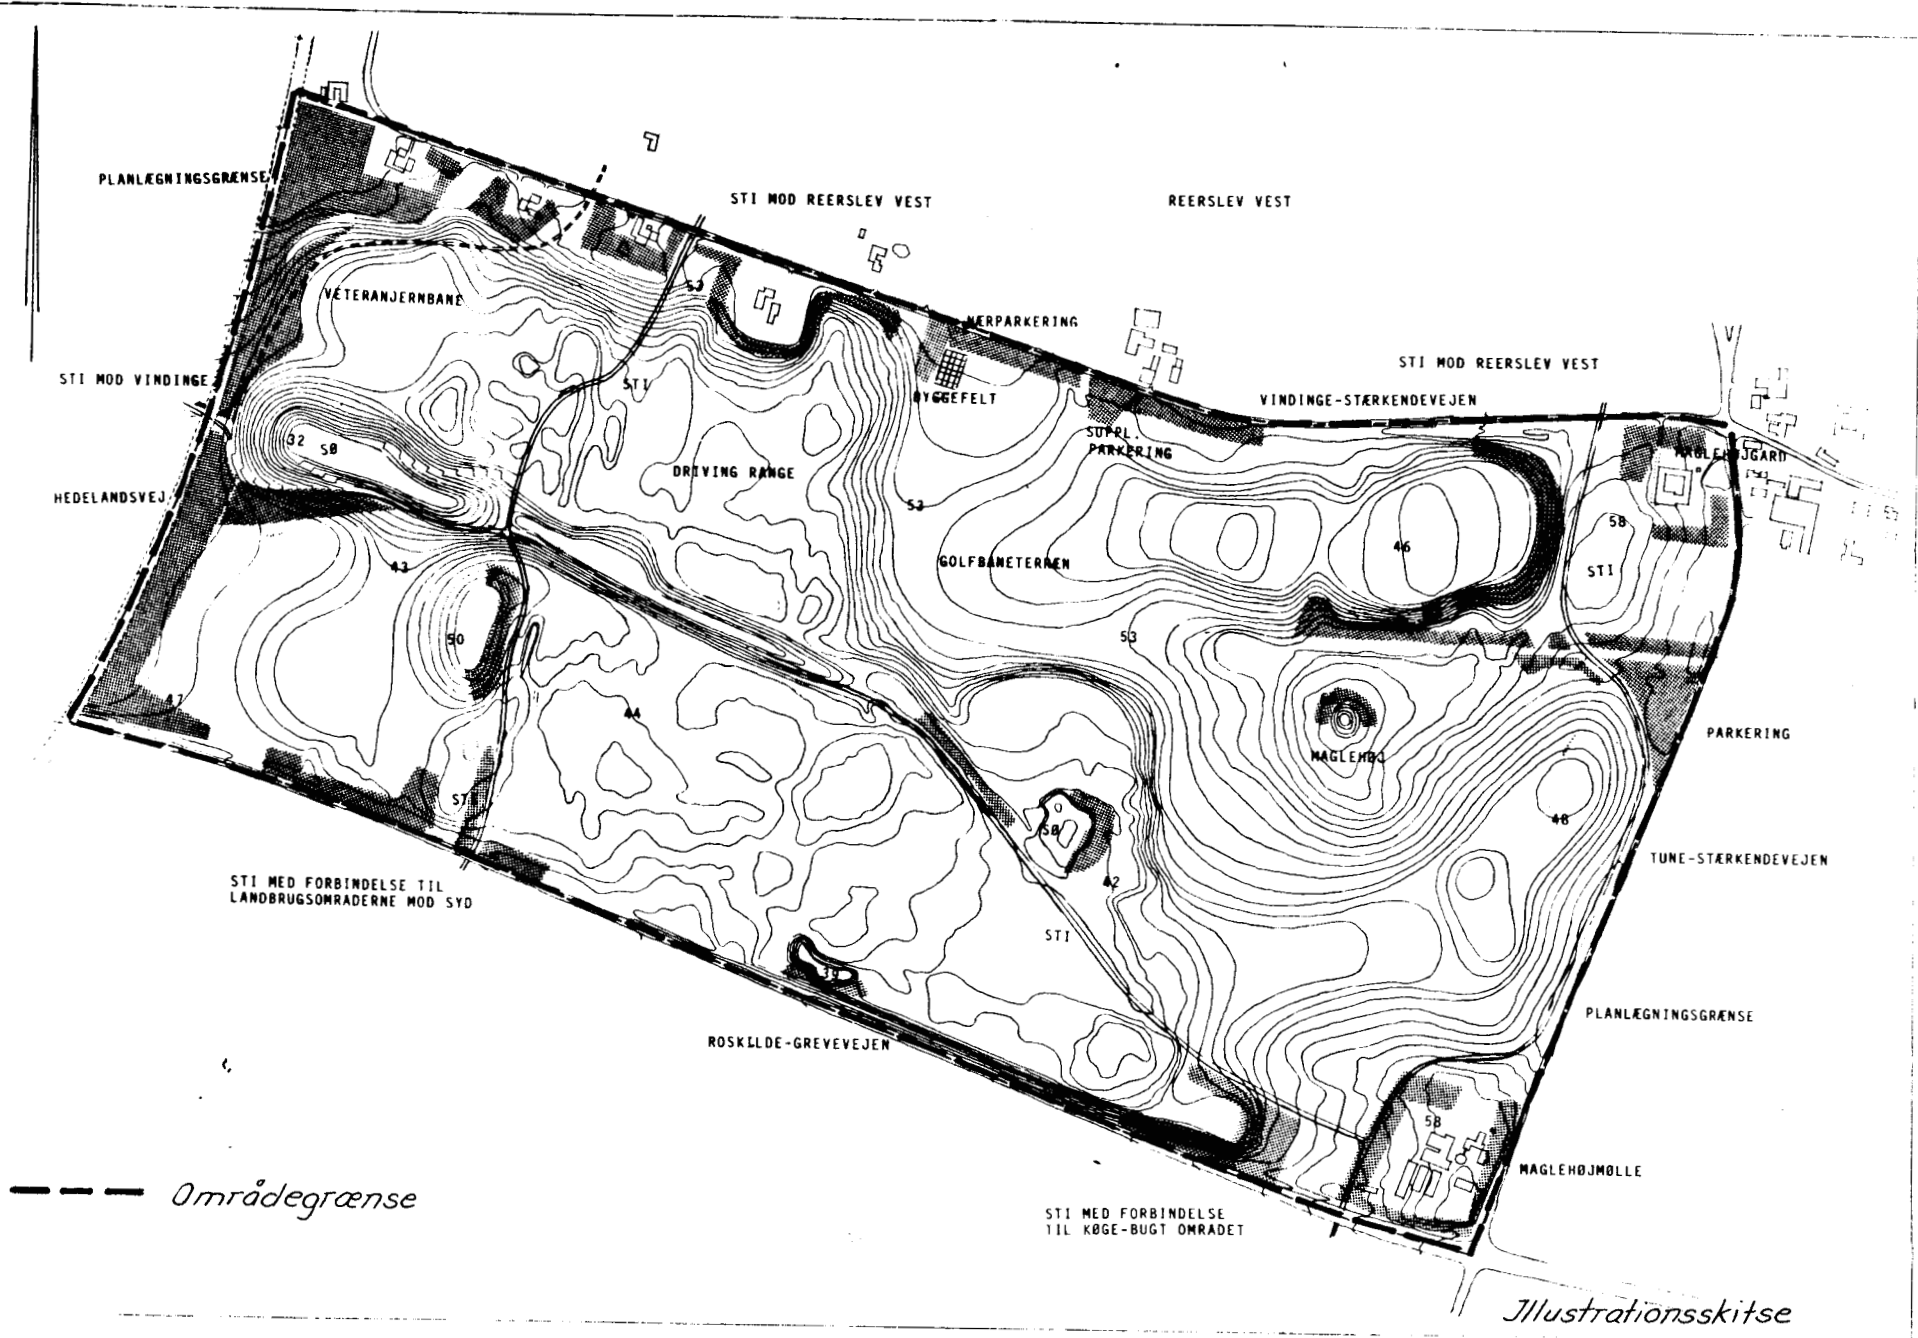 PLANLÆGNINGSGRÆNSE
STI MOD REERSLEV VEST
REERSLEV VEST
53
VETERANJERNBANE
NÆRPARKERING
STI MOD REERSLEV VEST
STI MOD VINDINGE
STI
BYGGEFELT
VINDINGE-STÆRKENDEVEJEN
32
SØ
SUPPL.
PARKERING
MAGLEHØJGARD
DRIVING RANGE
HEDELANDSVEJ
53
58
46
43
GOLFBANETERRÆN
STI
50
53
47
44
PARKERING
MAGLEHØJ
STI
SØ
48
TUNE-STÆRKENDEVEJEN
STI MED FORBINDELSE TIL
LANDBRUGSOMRADERNE MOD SYD
42
STI
39
PLANLÆGNINGSGRÆNSE
ROSKILDE-GREVEVEJEN
58
MAGLEHØJMØLLE
Områdegrænse
STI MED FORBINDELSE
TIL KØGE-BUGT OMRADET
Illustrationsskitse